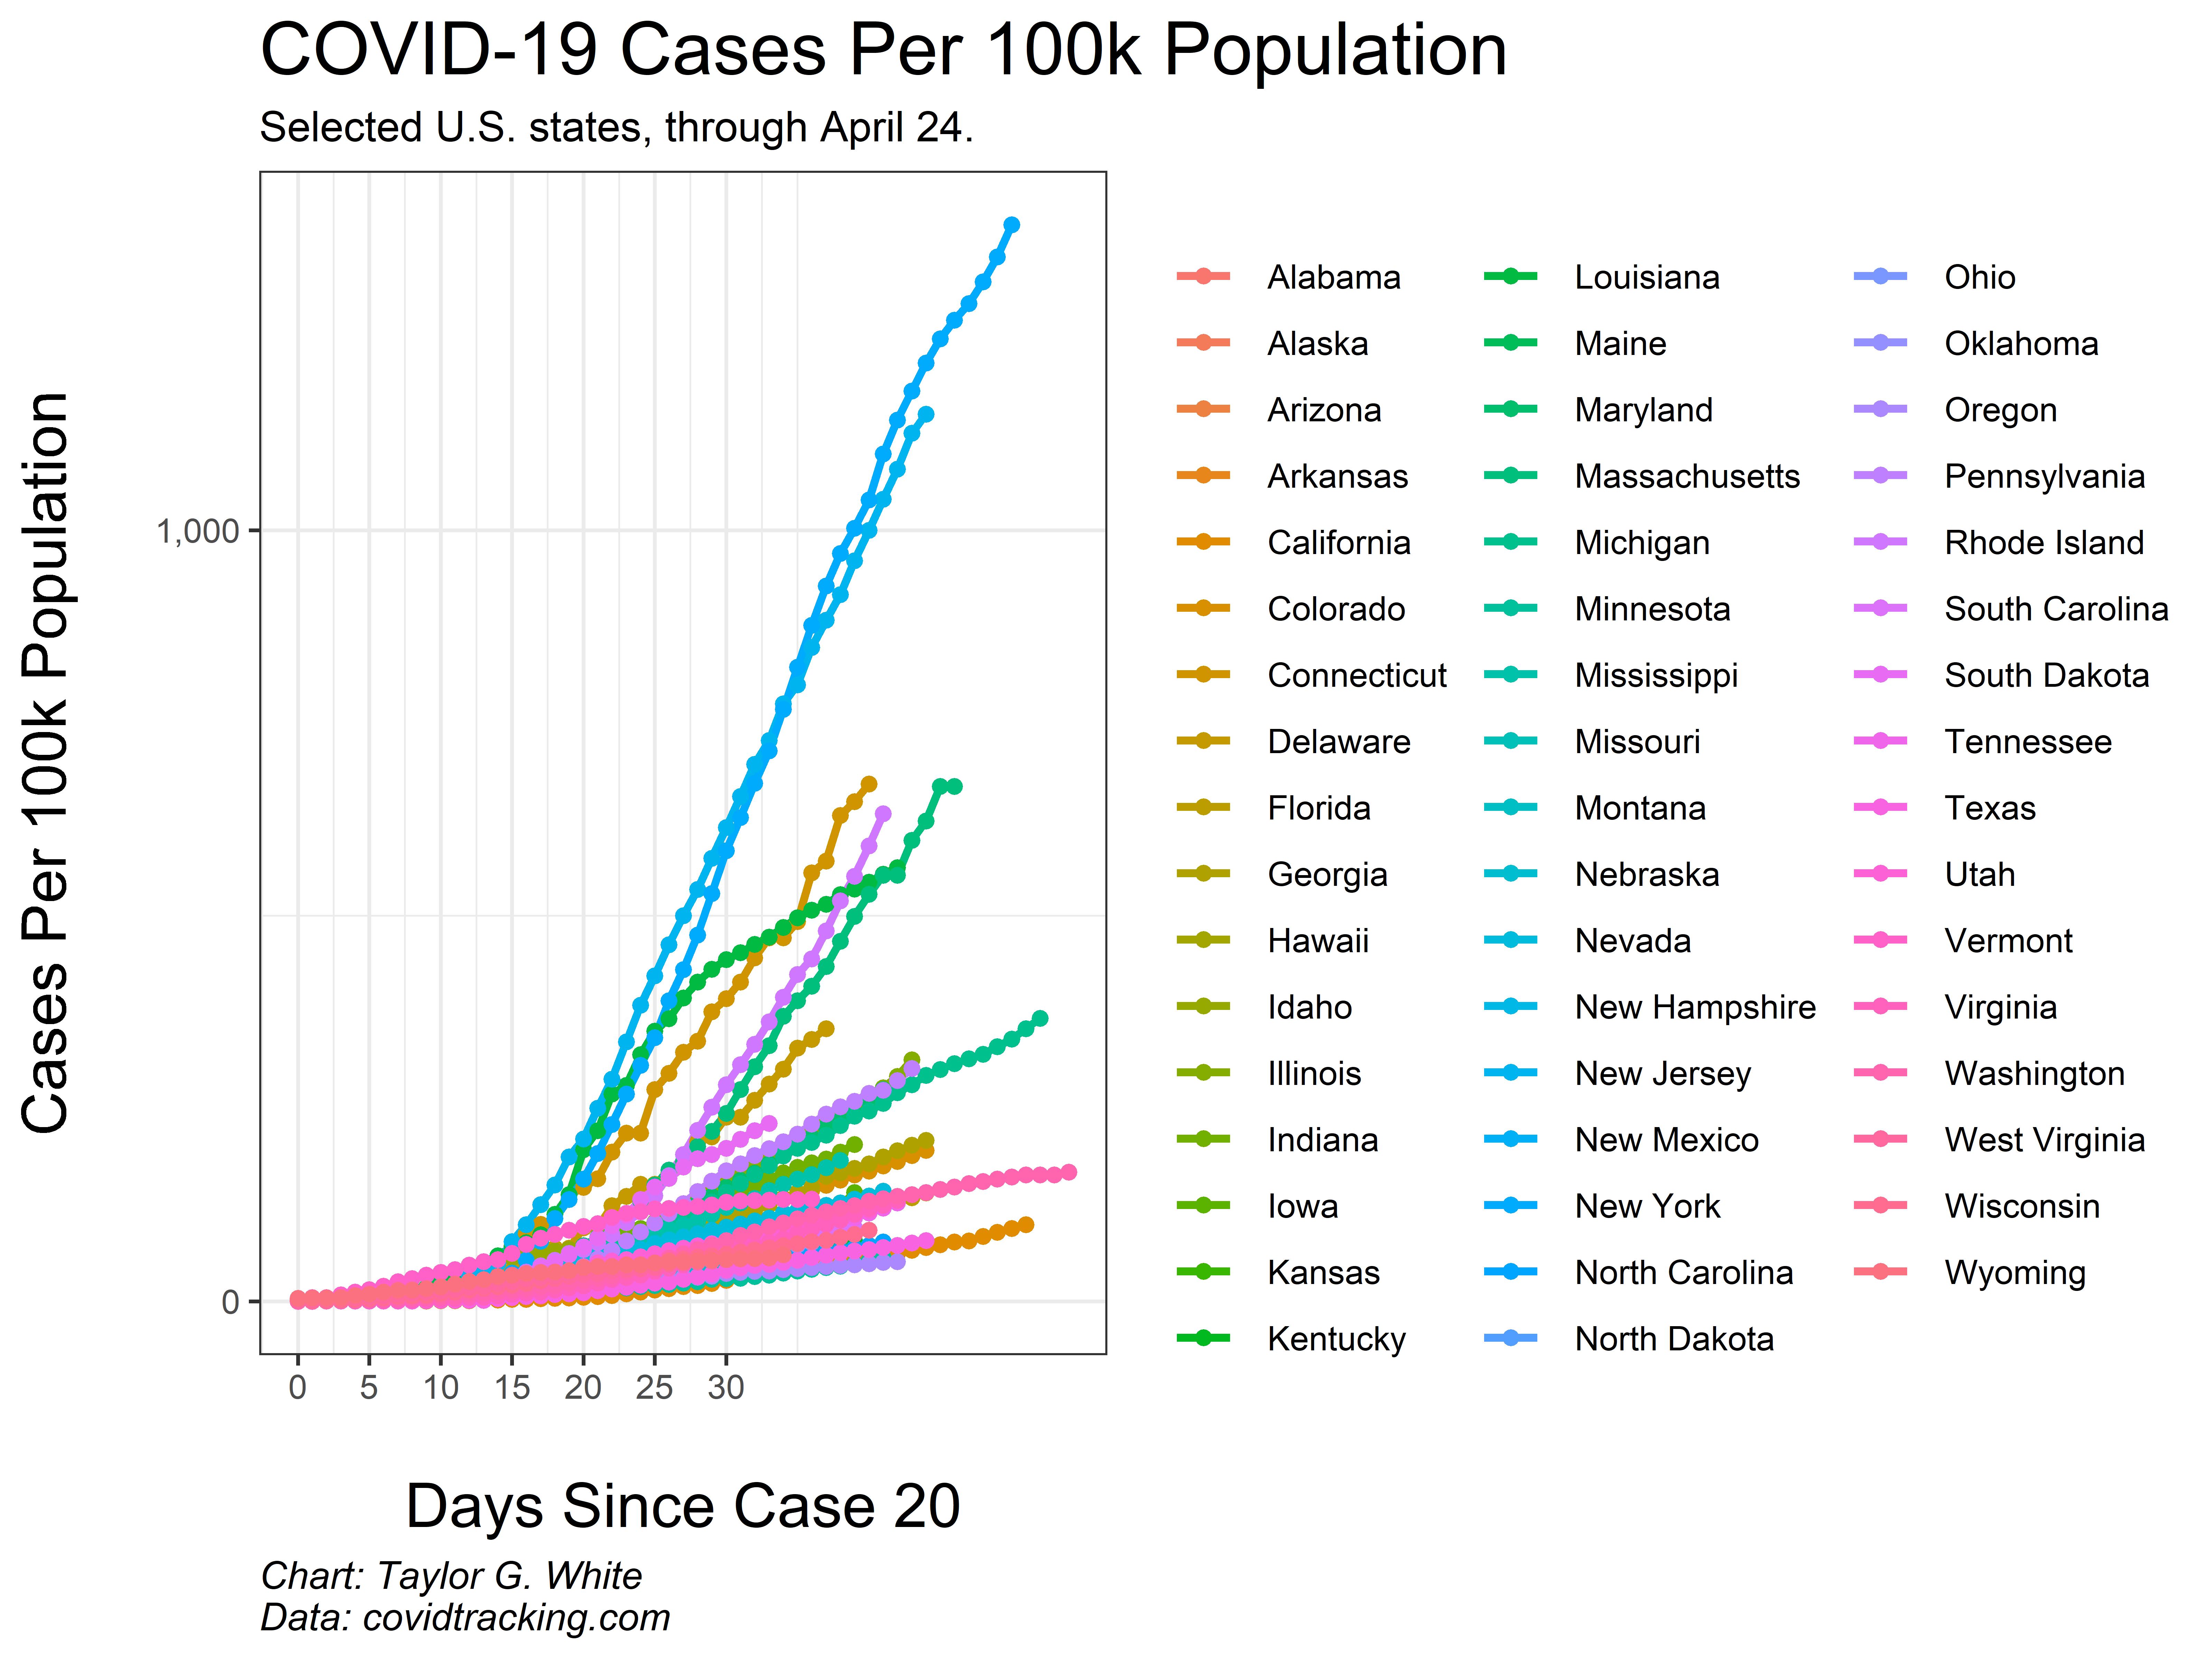 COVID-19 Cases Per 100k Population
Selected U.S. states, through April 24.
Cases Per 100k Population
1,000
0
0 5 10 15 20 25 30
Days Since Case 20
Chart: Taylor G. White
Data: covidtracking.com
Alabama
Alaska
Arizona
Arkansas
California
Colorado
Connecticut
Delaware
Florida
Georgia
Hawaii
Idaho
Illinois
Indiana
Iowa
Kansas
Kentucky
Louisiana
Maine
Maryland
Massachusetts
Michigan
Minnesota
Mississippi
Missouri
Montana
Nebraska
Nevada
New Hampshire
New Jersey
New Mexico
New York
North Carolina
North Dakota
Ohio
Oklahoma
Oregon
Pennsylvania
Rhode Island
South Carolina
South Dakota
Tennessee
Texas
Utah
Vermont
Virginia
Washington
West Virginia
Wisconsin
Wyoming